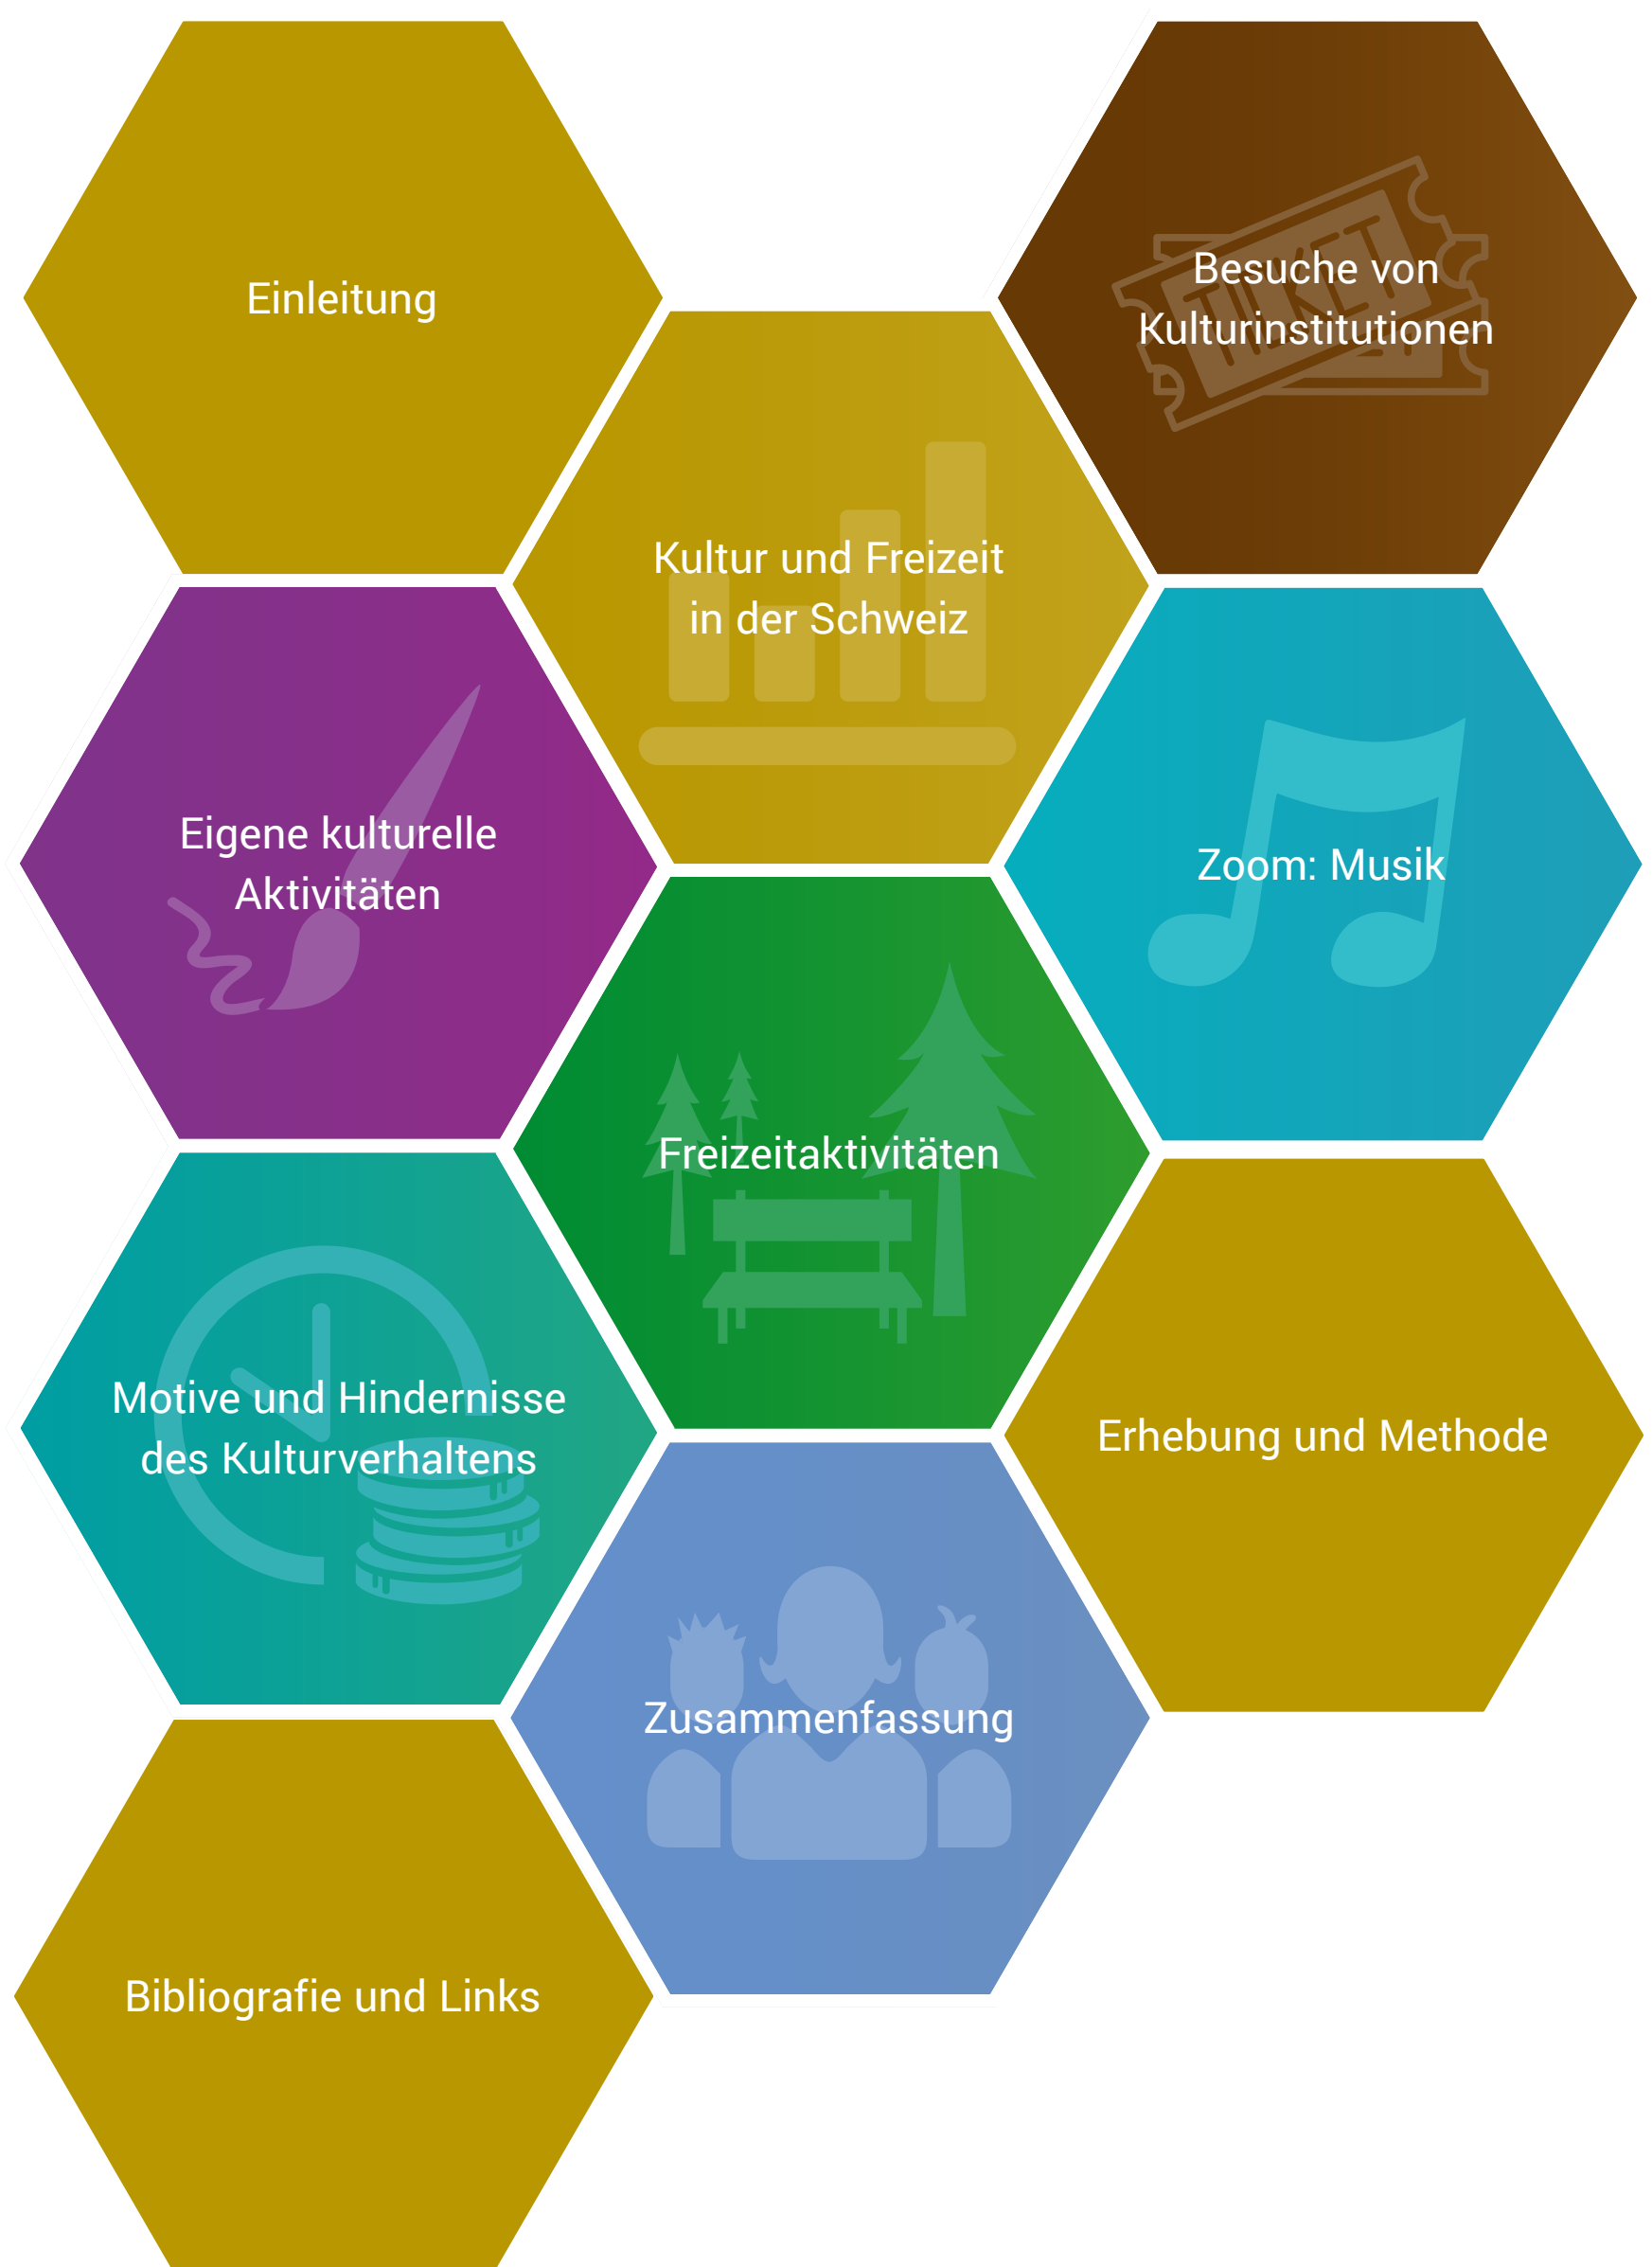 Einleitung
Besuche von
Kulturinstitutionen
Kultur und Freizeit
in der Schweiz
Eigene kulturelle
Aktivitäten
Zoom: Musik
Freizeitaktivitäten
Motive und Hindernisse
des Kulturverhaltens
Erhebung und Methode
Zusammenfassung
Bibliografie und Links
TICKET